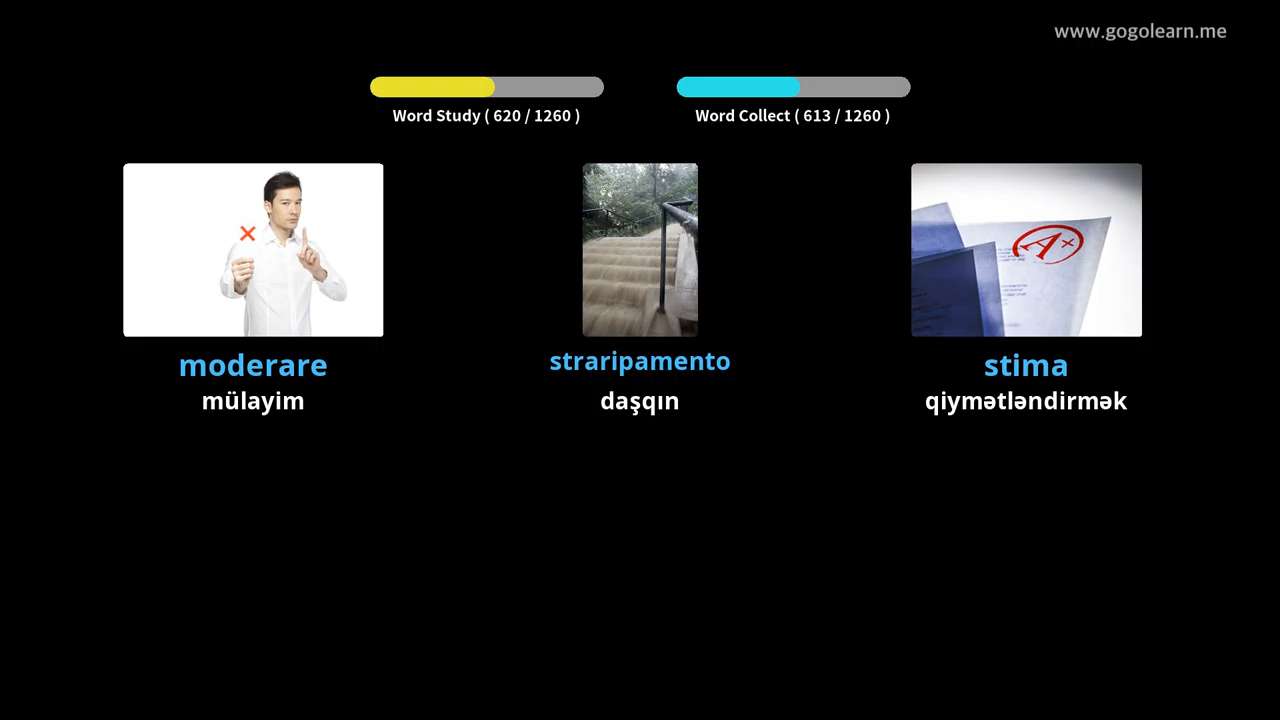 www.gogolearn.me
Word Study ( 620 / 1260 )
Word Collect ( 613 / 1260 )
A+
moderare
straripamento
stima
mülayim
daşqın
qiymətləndirmək